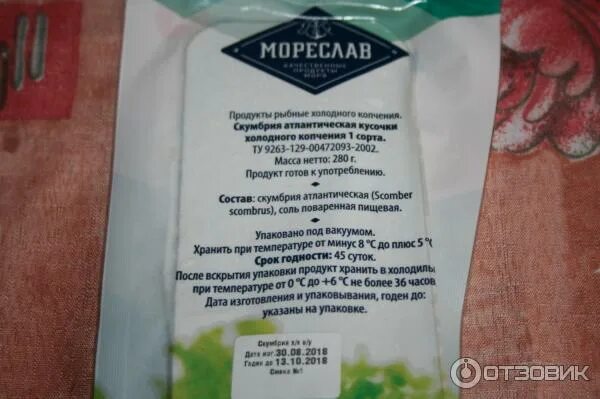 МОРЕСЛАВ
КАЧЕСТВЕННЫЕ
ПРОДУКТЫ
МОРЯ
Продукты рыбные холодного копчения.
Скумбрия атлантическая кусочки
холодного копчения 1 сорта.
ТУ 9263-129-00472093-2002.
Масса нетто: 280 г.
Продукт готов к употреблению.
Состав: скумбрия атлантическая (Scomber
scombrus), соль поваренная пищевая.
Упаковано под вакуумом.
Хранить при температуре от минус 8 °С до плюс 5 °С
Срок годности: 45 суток.
После вскрытия упаковки продукт хранить в холодиль
при температуре от 0 °С до +6 °С не более 36 часов
Дата изготовления и упаковывания, годен до:
указаны на упаковке.
Скумбрия х/к в/у
Дата изг: 30.08.2018
Годен до 13.10.2018
Смена №1
ОТЗОВИК